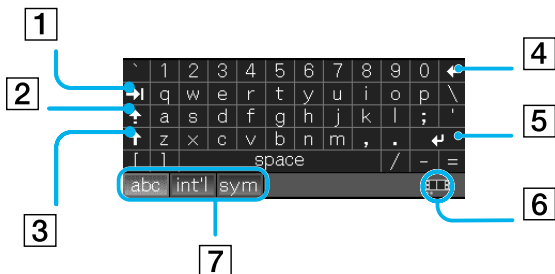 1
2
3
4
5
6
7
` 1 2 3 4 5 6 7 8 9 0
q w e r t y u i o p \
a s d f g h j k l ; '
z x c v b n m , .
[ ] space / - =
abc int'l sym